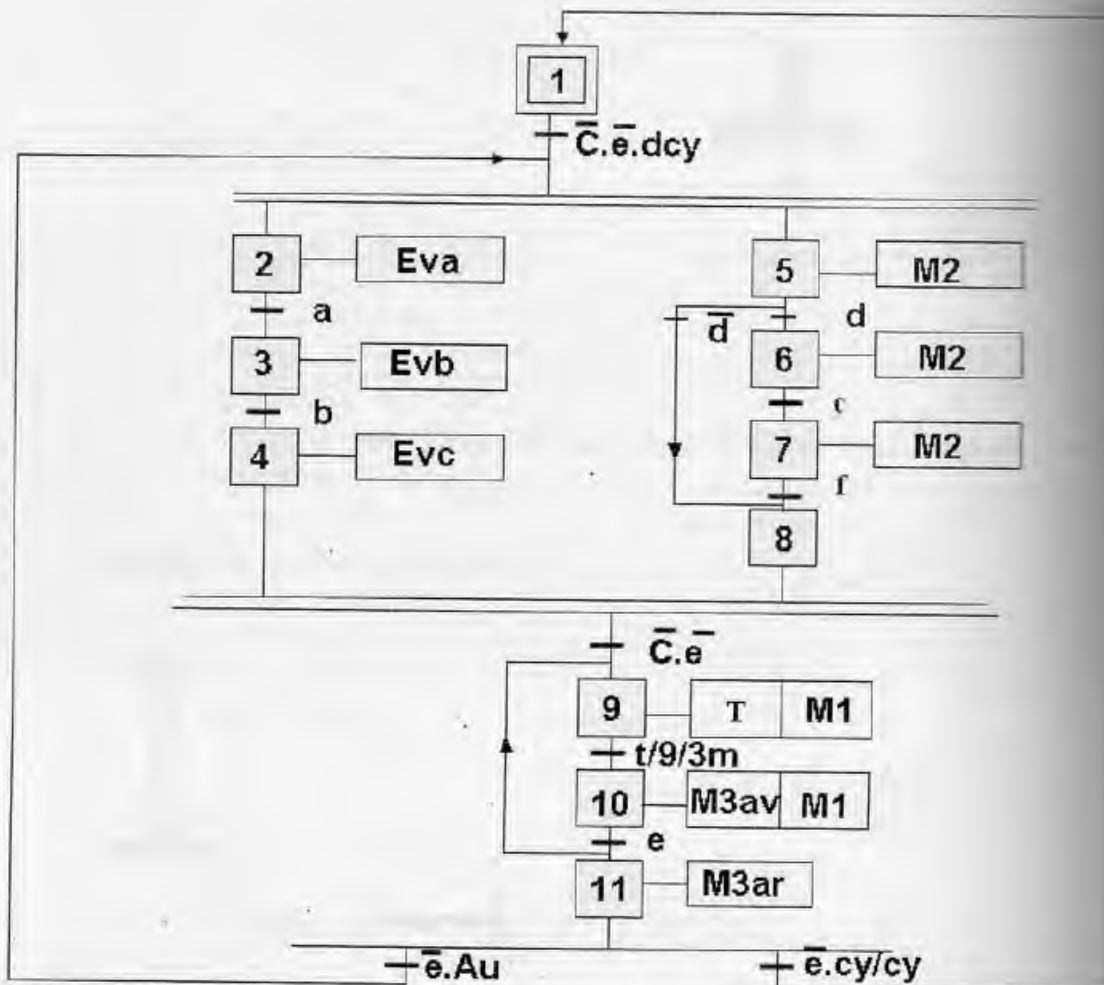 1
C̅.e̅.dcy
2 Eva 5 M2
a d̅ d
3 Evb 6 M2
b c
4 Evc 7 M2
f
8
C̅.e̅
9 T M1
t/9/3m
10 M3av M1
e
11 M3ar
e̅.Au e̅.cy/cy